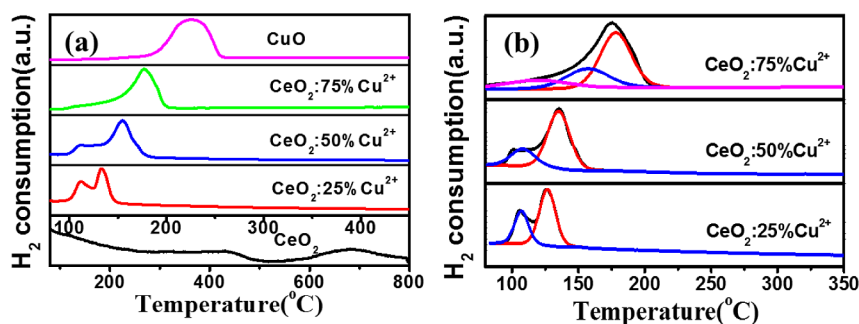 (a)
H₂ consumption(a.u.)
CuO
CeO₂:75% Cu²⁺
CeO₂:50% Cu²⁺
CeO₂:25% Cu²⁺
100 200 300 400
CeO₂
200 400 600 800
Temperature(°C)
(b)
H₂ consumption(a.u.)
CeO₂:75%Cu²⁺
CeO₂:50%Cu²⁺
CeO₂:25%Cu²⁺
100 150 200 250 300 350
Temperature(°C)